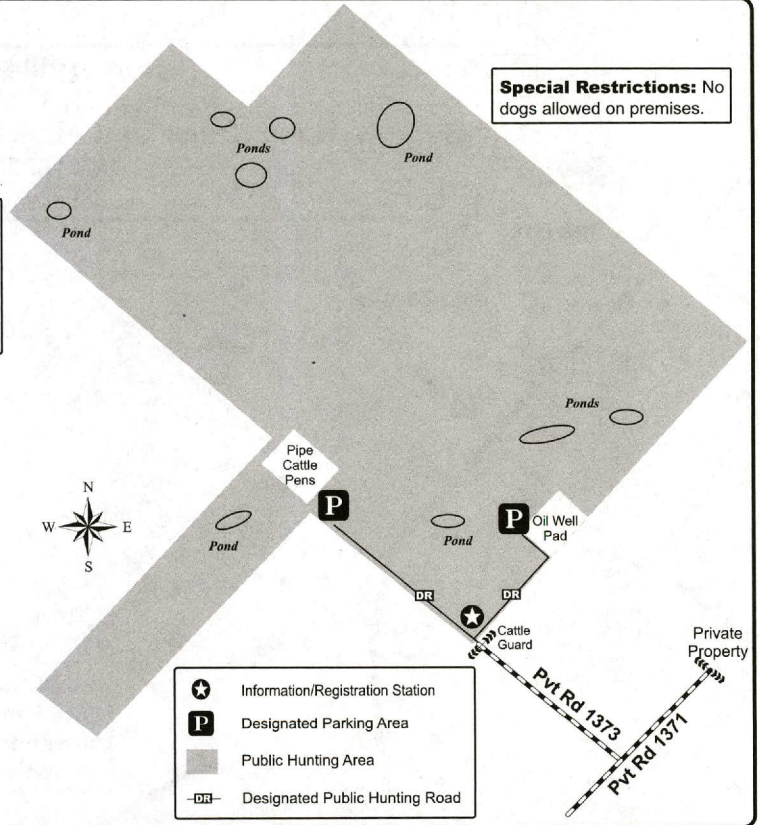 Special Restrictions: No
dogs allowed on premises.
Ponds
Pond
Pond
Ponds
Pipe
Cattle
Pens
N
W E
S
P
P
Oil Well
Pad
Pond
Pond
DR
DR
Cattle
Guard
Private
Property
Pvt Rd 1373
Pvt Rd 1371
Information/Registration Station
P Designated Parking Area
Public Hunting Area
DR Designated Public Hunting Road